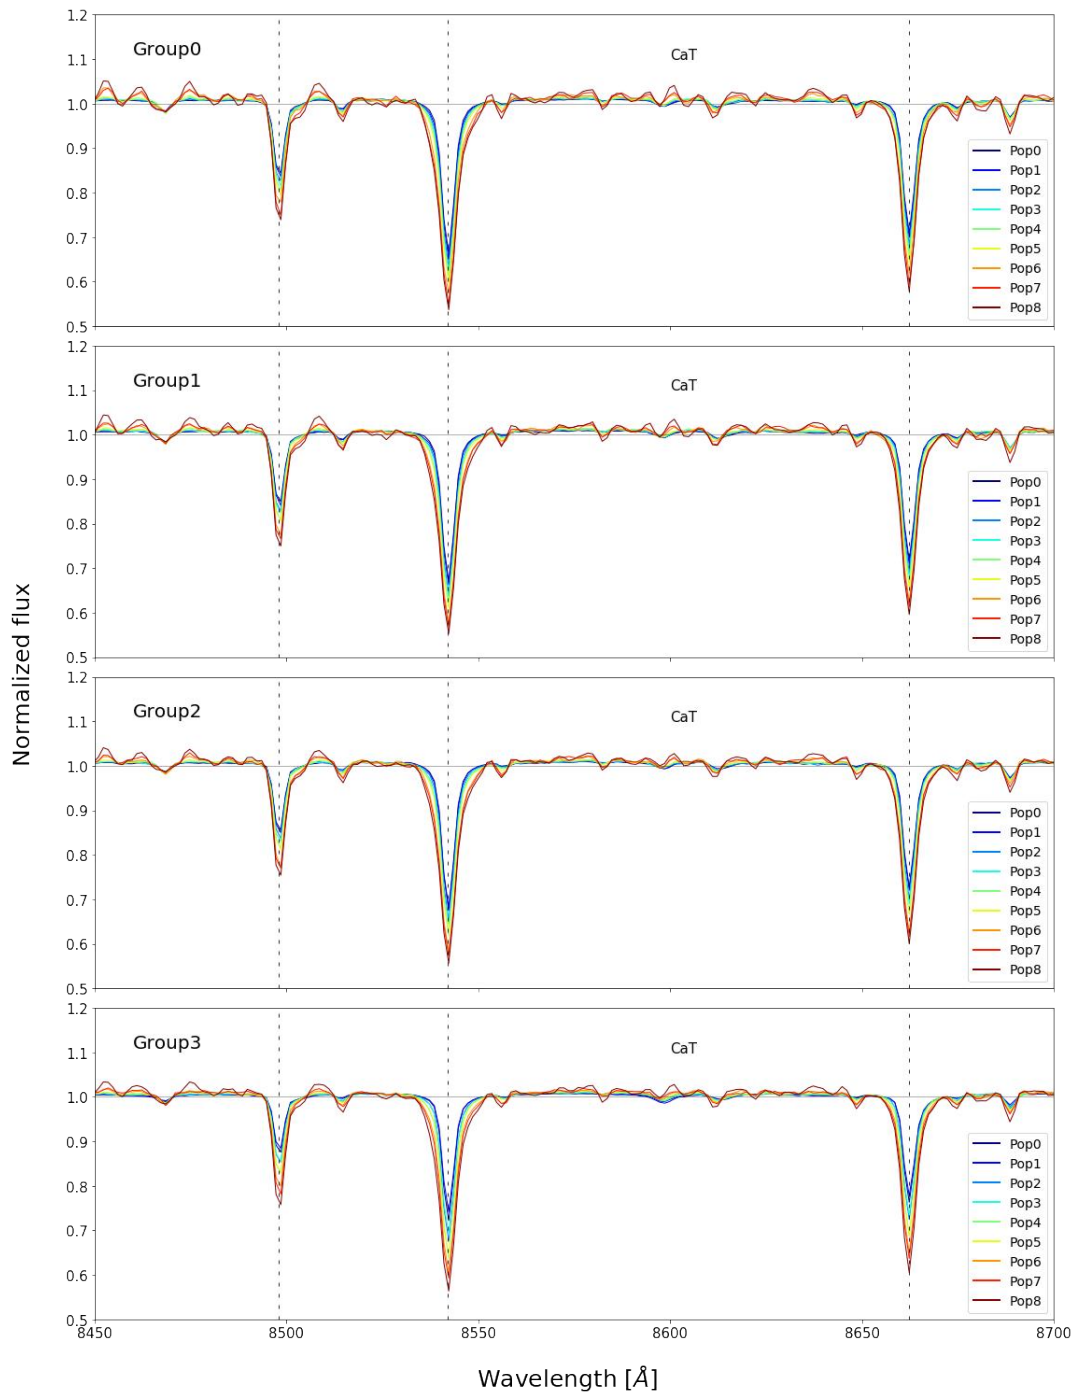 1.2
Group0
CaT
1.1
1.0
0.9
0.8
0.7
0.6
0.5
Pop0
Pop1
Pop2
Pop3
Pop4
Pop5
Pop6
Pop7
Pop8
1.2
Group1
CaT
1.1
1.0
0.9
0.8
0.7
0.6
0.5
Pop0
Pop1
Pop2
Pop3
Pop4
Pop5
Pop6
Pop7
Pop8
Normalized flux
1.2
Group2
CaT
1.1
1.0
0.9
0.8
0.7
0.6
0.5
Pop0
Pop1
Pop2
Pop3
Pop4
Pop5
Pop6
Pop7
Pop8
1.2
Group3
CaT
1.1
1.0
0.9
0.8
0.7
0.6
0.5
Pop0
Pop1
Pop2
Pop3
Pop4
Pop5
Pop6
Pop7
Pop8
8450 8500 8550 8600 8650 8700
Wavelength [Å]